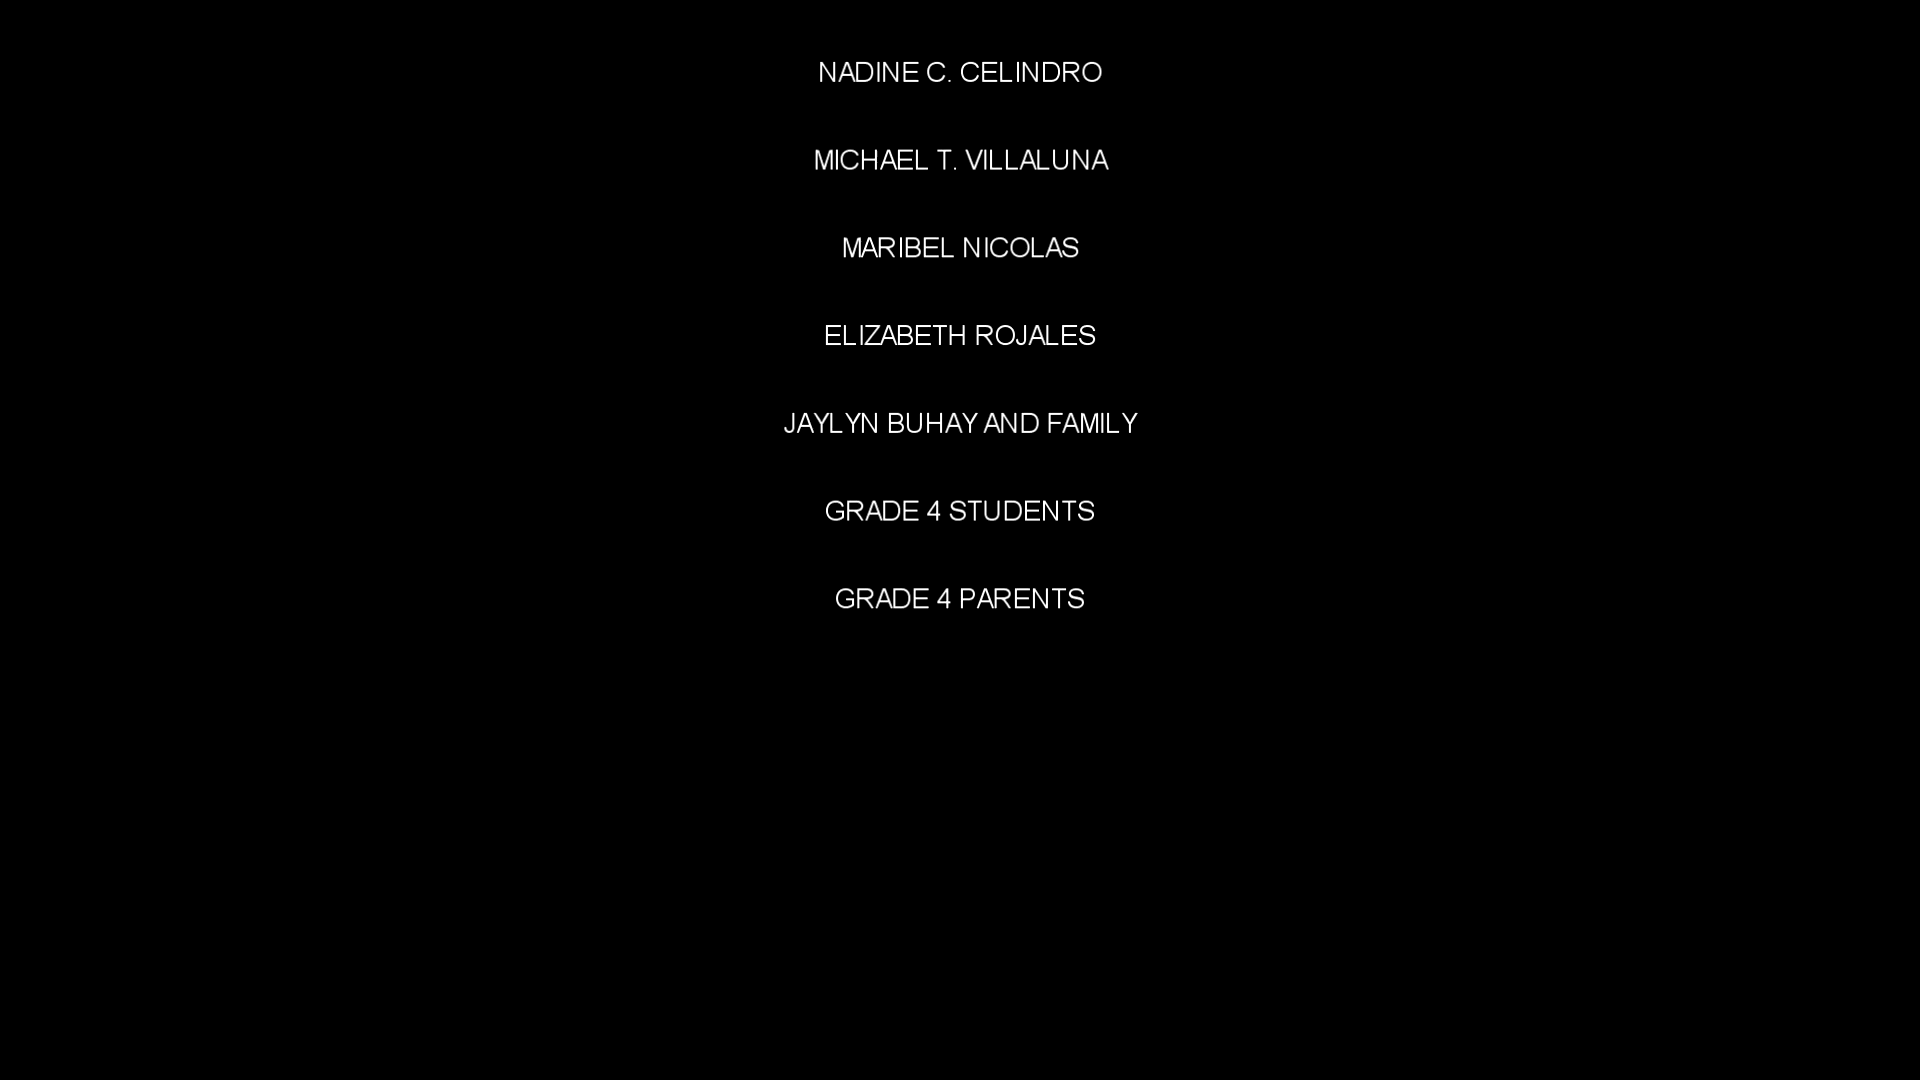 NADINE C. CELINDRO
MICHAEL T. VILLALUNA
MARIBEL NICOLAS
ELIZABETH ROJALES
JAYLYN BUHAY AND FAMILY
GRADE 4 STUDENTS
GRADE 4 PARENTS